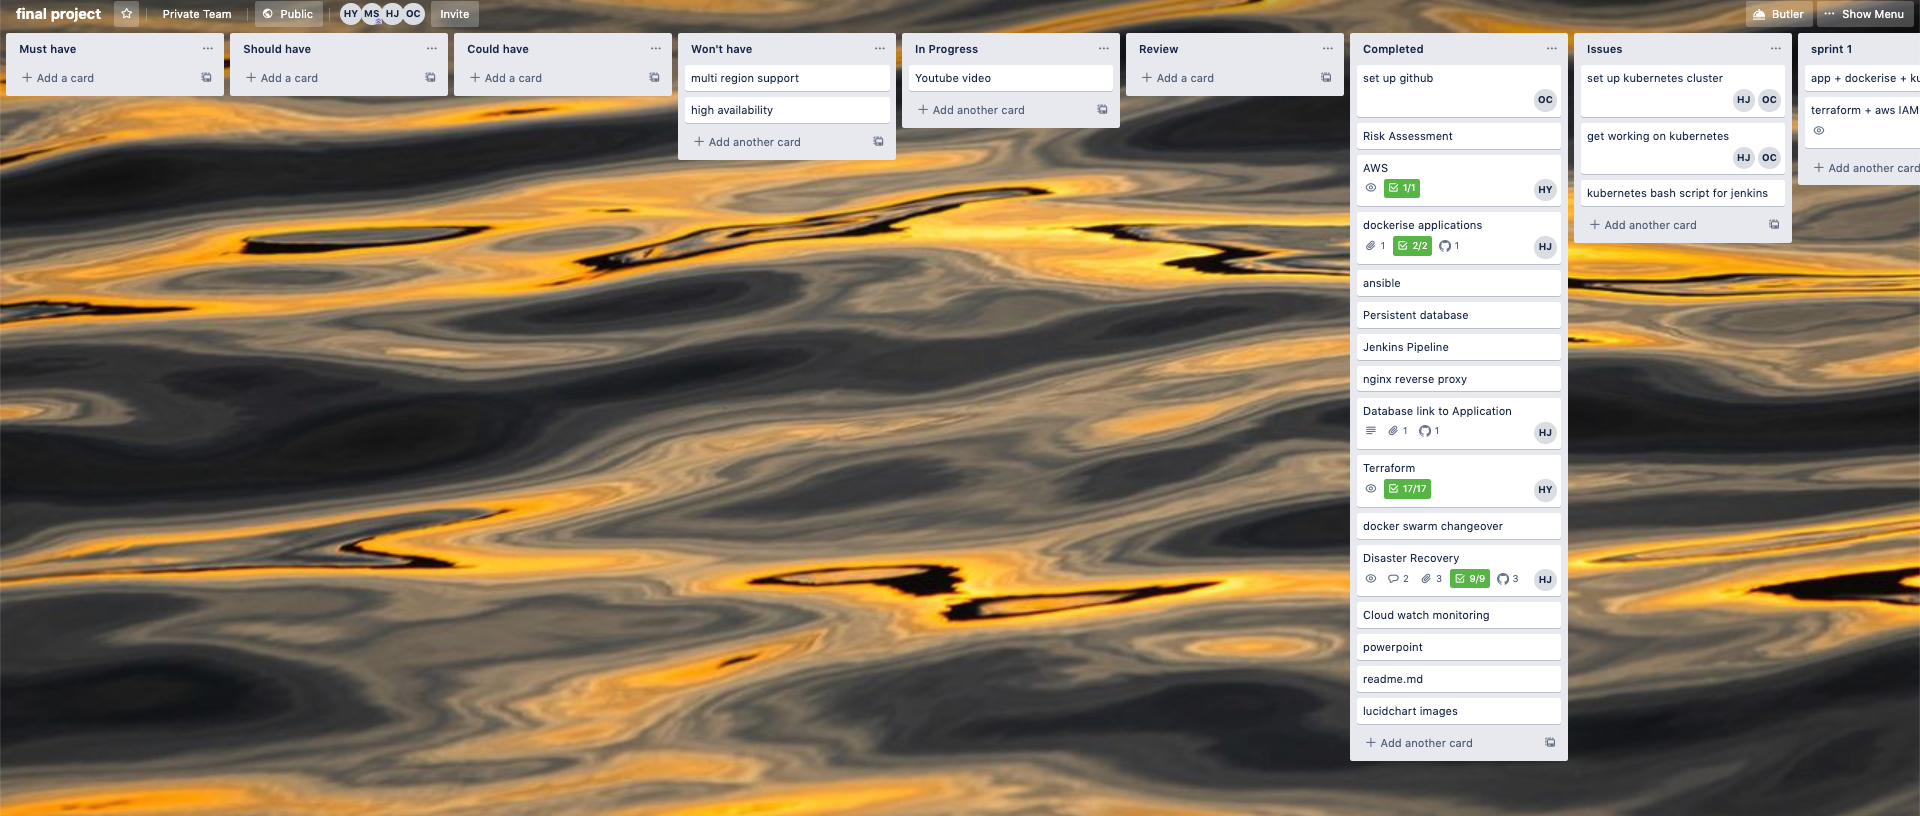 final project
Private Team
Public
HY MS HJ OC
Invite
Butler
··· Show Menu
Must have
+ Add a card
Should have
+ Add a card
Could have
+ Add a card
Won't have
multi region support
high availability
+ Add another card
In Progress
Youtube video
+ Add another card
Review
+ Add a card
Completed
set up github
OC
Risk Assessment
AWS
1/1
HY
dockerise applications
1 2/2 1
HJ
ansible
Persistent database
Jenkins Pipeline
nginx reverse proxy
Database link to Application
1 1
HJ
Terraform
17/17
HY
docker swarm changeover
Disaster Recovery
2 3 9/9 3
HJ
Cloud watch monitoring
powerpoint
readme.md
lucidchart images
+ Add another card
Issues
set up kubernetes cluster
HJ OC
get working on kubernetes
HJ OC
kubernetes bash script for jenkins
+ Add another card
sprint 1
app + dockerise + ku
terraform + aws IAM
+ Add another card